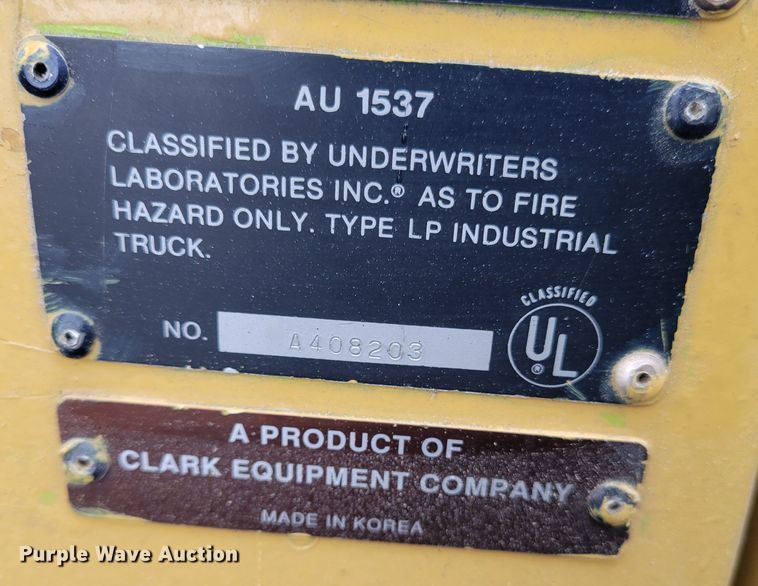 AU 1537
CLASSIFIED BY UNDERWRITERS
LABORATORIES INC.® AS TO FIRE
HAZARD ONLY. TYPE LP INDUSTRIAL
TRUCK.
NO. A408203
CLASSIFIED
UL®
A PRODUCT OF
CLARK EQUIPMENT COMPANY
MADE IN KOREA
Purple Wave Auction